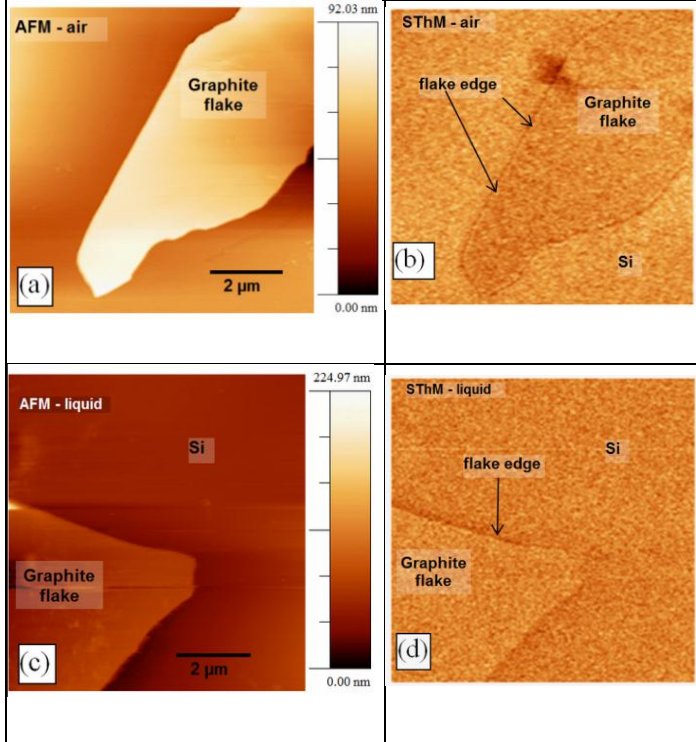 AFM - air
92.03 nm
Graphite
flake
2 µm
(a)
0.00 nm
SThM - air
flake edge
Graphite
flake
Si
(b)
224.97 nm
AFM - liquid
Si
Graphite
flake
2 µm
(c)
0.00 nm
SThM - liquid
Si
flake edge
Graphite
flake
(d)